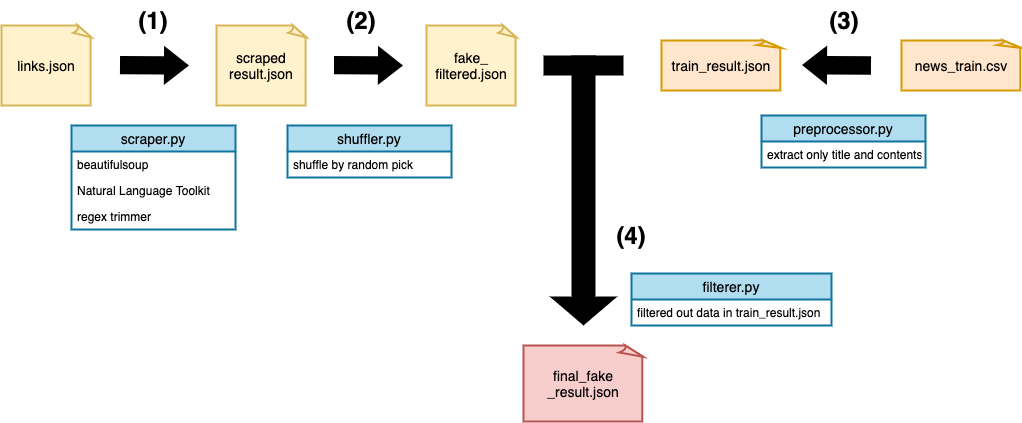 (1)
(2)
(3)
links.json
scraped
result.json
fake_
filtered.json
train_result.json
news_train.csv
scraper.py
beautifulsoup
Natural Language Toolkit
regex trimmer
shuffler.py
shuffle by random pick
preprocessor.py
extract only title and contents
(4)
filterer.py
filtered out data in train_result.json
final_fake
_result.json